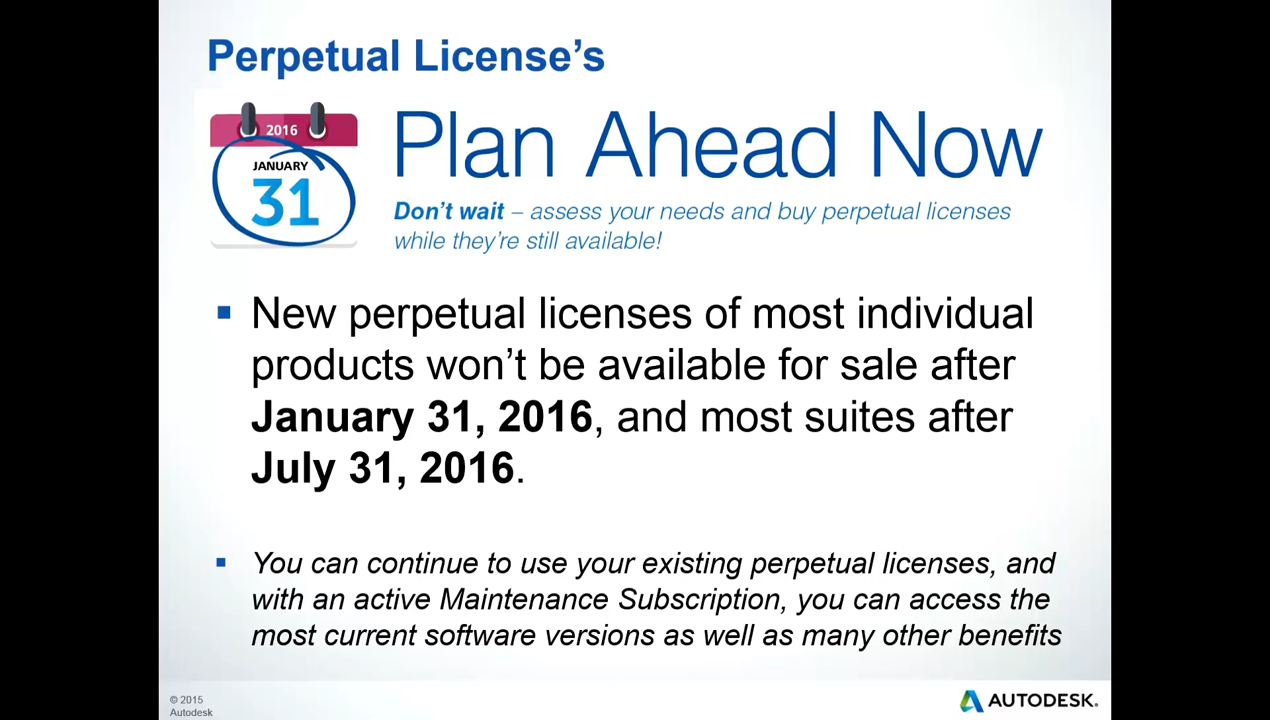 Perpetual License’s
2016
JANUARY
31
Plan Ahead Now
Don’t wait – assess your needs and buy perpetual licenses
while they’re still available!
▪ New perpetual licenses of most individual
products won’t be available for sale after
January 31, 2016, and most suites after
July 31, 2016.
▪ You can continue to use your existing perpetual licenses, and
with an active Maintenance Subscription, you can access the
most current software versions as well as many other benefits
© 2015
Autodesk
AUTODESK.